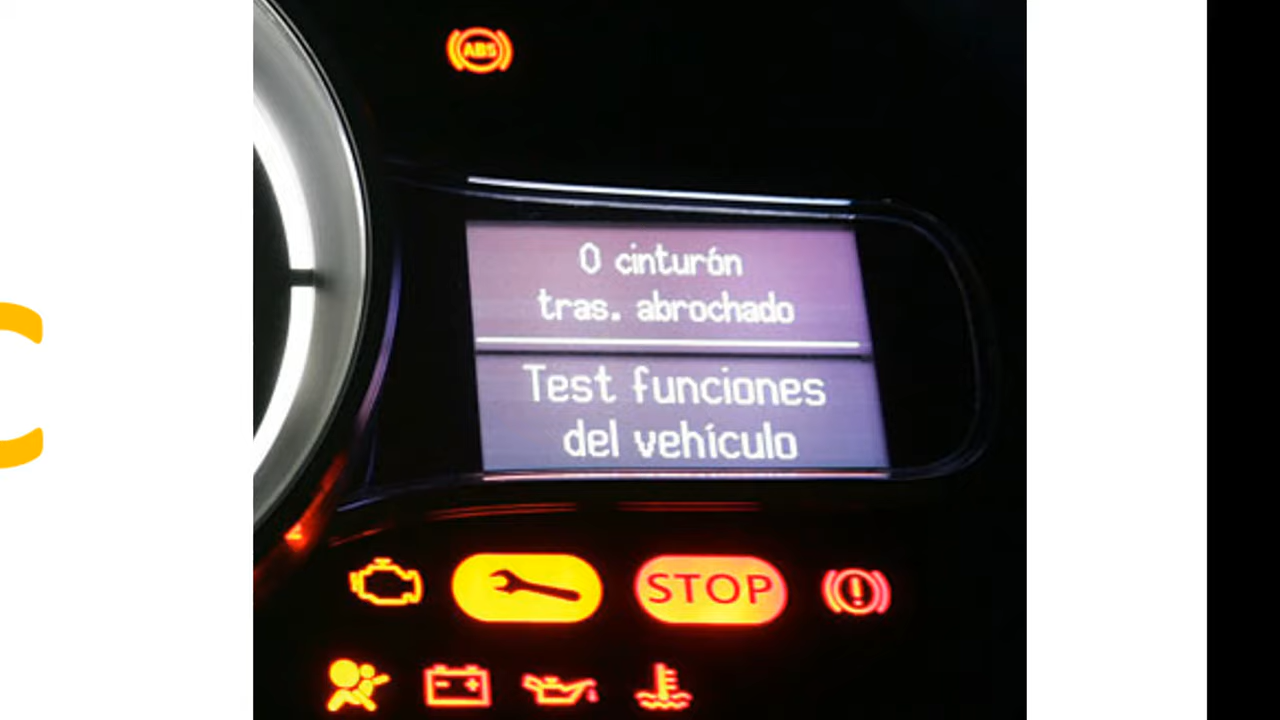 ABS
0 cinturón
tras. abrochado
Test funciones
del vehículo
STOP